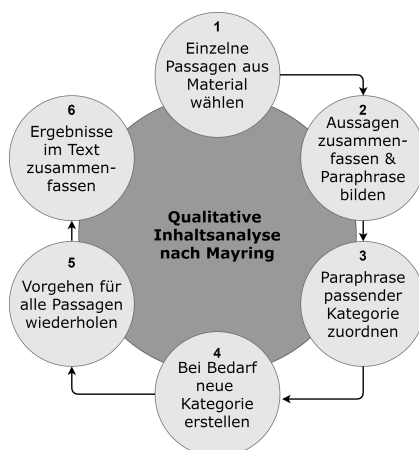 1
Einzelne
Passagen aus
Material
wählen
2
Aussagen
zusammen-
fassen &
Paraphrase
bilden
3
Paraphrase
passender
Kategorie
zuordnen
4
Bei Bedarf
neue
Kategorie
erstellen
5
Vorgehen für
alle Passagen
wiederholen
6
Ergebnisse
im Text
zusammen-
fassen
Qualitative
Inhaltsanalyse
nach Mayring